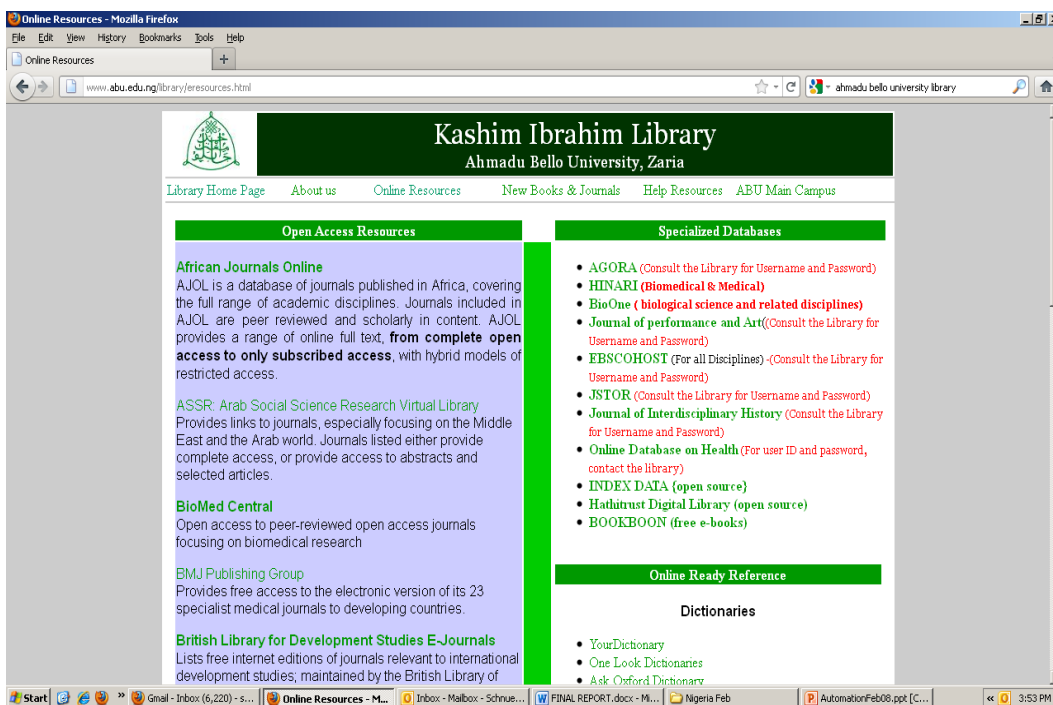 Online Resources - Mozilla Firefox
File Edit View History Bookmarks Tools Help
Online Resources
www.abu.edu.ng/library/eresources.html
ahmadu bello university library
Kashim Ibrahim Library
Ahmadu Bello University, Zaria
Library Home Page About us Online Resources New Books & Journals Help Resources ABU Main Campus
Open Access Resources
African Journals Online
AJOL is a database of journals published in Africa, covering
the full range of academic disciplines. Journals included in
AJOL are peer reviewed and scholarly in content. AJOL
provides a range of online full text, from complete open
access to only subscribed access, with hybrid models of
restricted access.
ASSR: Arab Social Science Research Virtual Library
Provides links to journals, especially focusing on the Middle
East and the Arab world. Journals listed either provide
complete access, or provide access to abstracts and
selected articles.
BioMed Central
Open access to peer-reviewed open access journals
focusing on biomedical research
BMJ Publishing Group
Provides free access to the electronic version of its 23
specialist medical journals to developing countries.
British Library for Development Studies E-Journals
Lists free internet editions of journals relevant to international
development studies; maintained by the British Library of
Specialized Databases
AGORA (Consult the Library for Username and Password)
HINARI (Biomedical & Medical)
BioOne ( biological science and related disciplines)
Journal of performance and Art((Consult the Library for
Username and Password)
EBSCOHOST (For all Disciplines) -(Consult the Library for
Username and Password)
JSTOR (Consult the Library for Username and Password)
Journal of Interdisciplinary History (Consult the Library
for Username and Password)
Online Database on Health (For user ID and password,
contact the library)
INDEX DATA {open source}
Hathitrust Digital Library (open source)
BOOKBOON (free e-books)
Online Ready Reference
Dictionaries
YourDictionary
One Look Dictionaries
Ask Oxford Dictionary
Start » Gmail - Inbox (6,220) - s... Online Resources - M... Inbox - Mailbox - Schnue... FINAL REPORT.docx - Mi... Nigeria Feb AutomationFeb08.ppt [C... « 3:53 PM